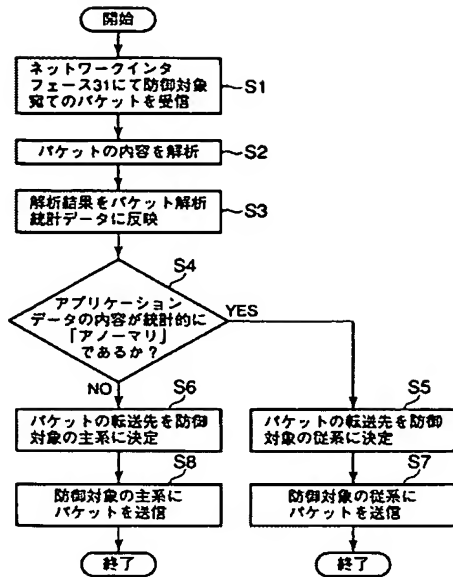 開始
ネットワークインタ
フェース31にて防御対象
宛てのパケットを受信
S1
パケットの内容を解析
S2
解析結果をパケット解析
統計データに反映
S3
S4
アプリケーション
データの内容が統計的に
「アノーマリ」
であるか?
YES
NO
S6
パケットの転送先を防御
対象の主系に決定
S5
パケットの転送先を防御
対象の従系に決定
S8
防御対象の主系に
パケットを送信
S7
防御対象の従系に
パケットを送信
終了
終了